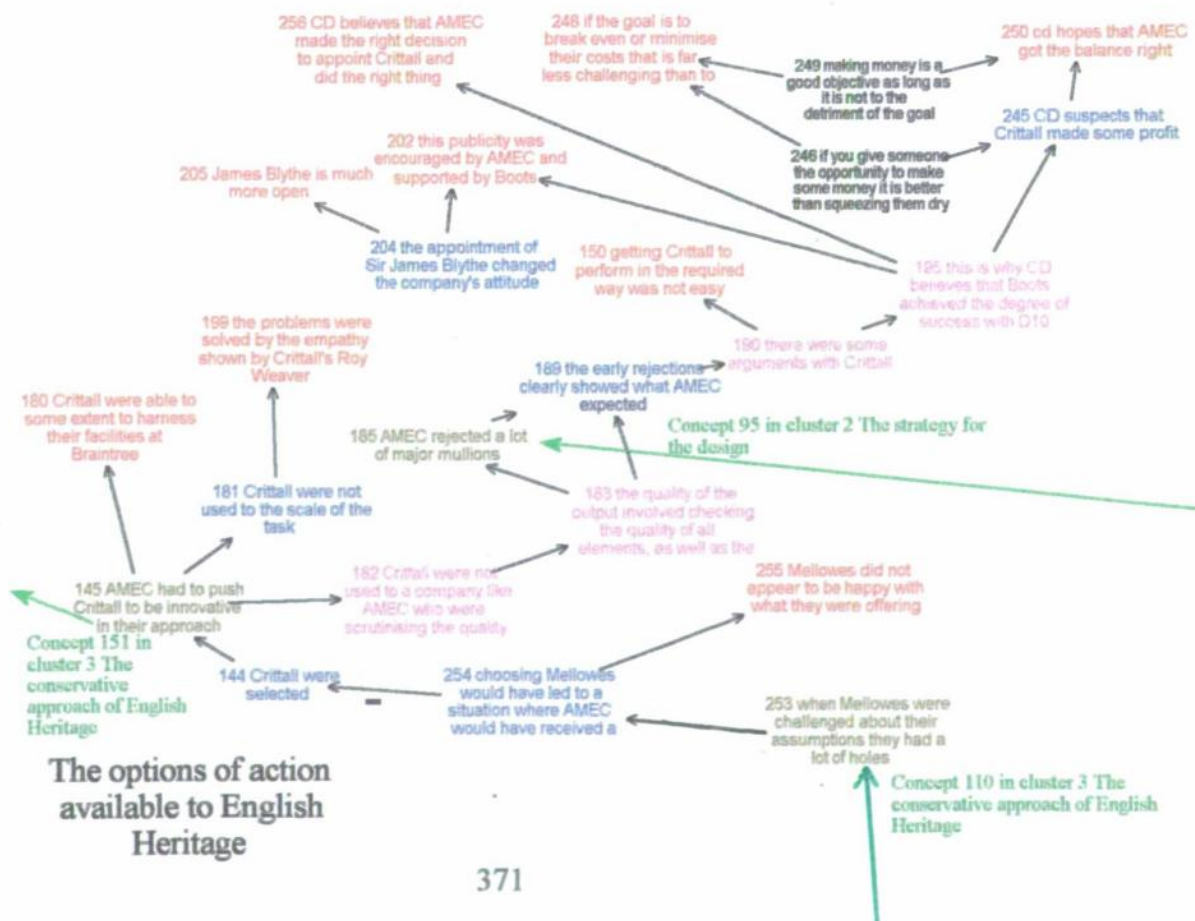 256 CD believes that AMEC
made the right decision
to appoint Crittall and
did the right thing
248 if the goal is to
break even or minimise
their costs that is far
less challenging than to
249 making money is a
good objective as long as
it is not to the
detriment of the goal
250 cd hopes that AMEC
got the balance right
245 CD suspects that
Crittall made some profit
246 if you give someone
the opportunity to make
some money it is better
than squeezing them dry
202 this publicity was
encouraged by AMEC and
supported by Boots
205 James Blythe is much
more open
204 the appointment of
Sir James Blythe changed
the company's attitude
150 getting Crittall to
perform in the required
way was not easy
195 this is why CD
believes that Boots
achieved the degree of
success with D10
199 the problems were
solved by the empathy
shown by Crittall's Roy
Weaver
190 there were some
arguments with Crittall
189 the early rejections
clearly showed what AMEC
expected
180 Crittall were able to
some extent to harness
their facilities at
Braintree
185 AMEC rejected a lot
of major mullions
Concept 95 in cluster 2 The strategy for
the design
181 Crittall were not
used to the scale of the
task
183 the quality of the
output involved checking
the quality of all
elements, as well as the
145 AMEC had to push
Crittall to be innovative
in their approach
182 Crittall were not
used to a company like
AMEC who were
scrutinising the quality
255 Mellowes did not
appear to be happy with
what they were offering
Concept 151 in
cluster 3 The
conservative
approach of English
Heritage
144 Crittall were
selected
254 choosing Mellowes
would have led to a
situation where AMEC
would have received a
253 when Mellowes were
challenged about their
assumptions they had a
lot of holes
Concept 110 in cluster 3 The
conservative approach of English
Heritage
The options of action
available to English
Heritage
371